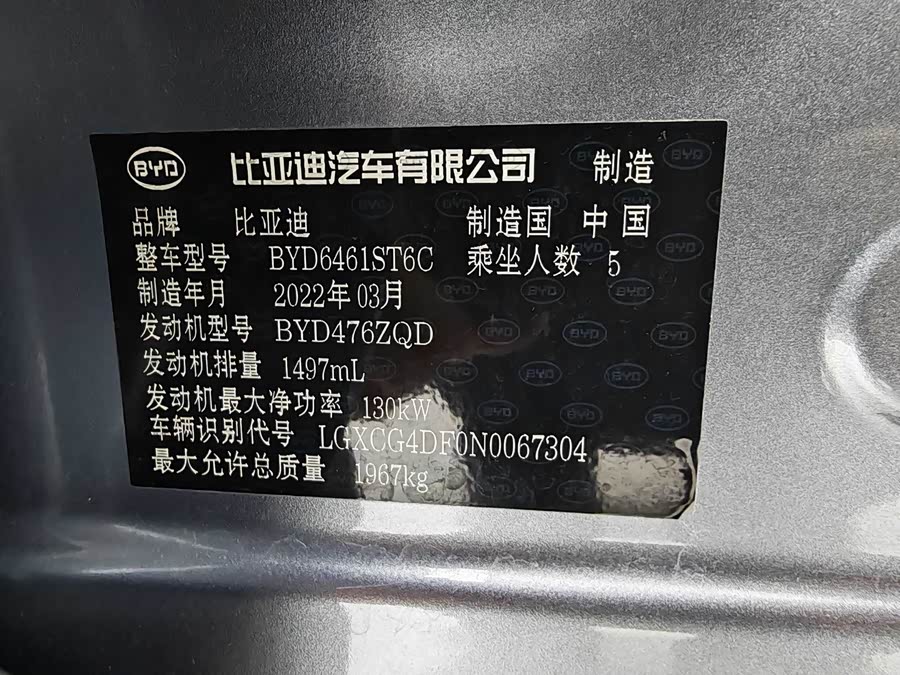 BYD 比亚迪汽车有限公司 制造
品牌 比亚迪 制造国 中国
整车型号 BYD6461ST6C 乘坐人数 5
制造年月 2022年03月
发动机型号 BYD476ZQD
发动机排量 1497mL
发动机最大净功率 130kW
车辆识别代号 LGXCG4DF0N0067304
最大允许总质量 1967kg